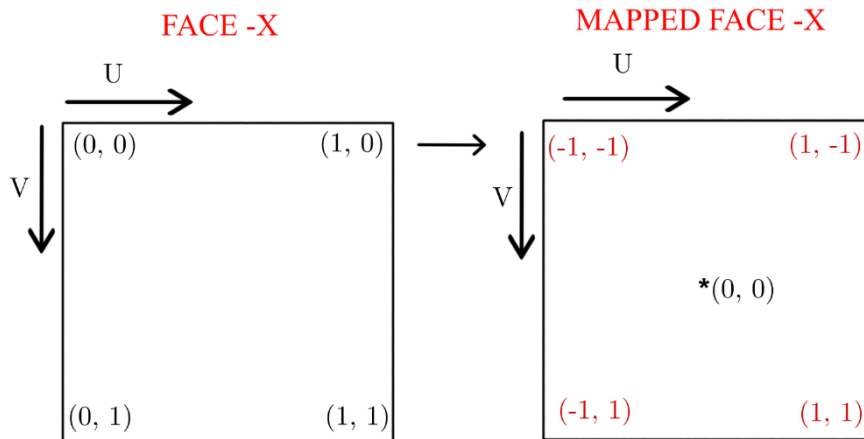 FACE -X
U
V
(0, 0)
(1, 0)
(0, 1)
(1, 1)
MAPPED FACE -X
U
V
(-1, -1)
(1, -1)
*(0, 0)
(-1, 1)
(1, 1)